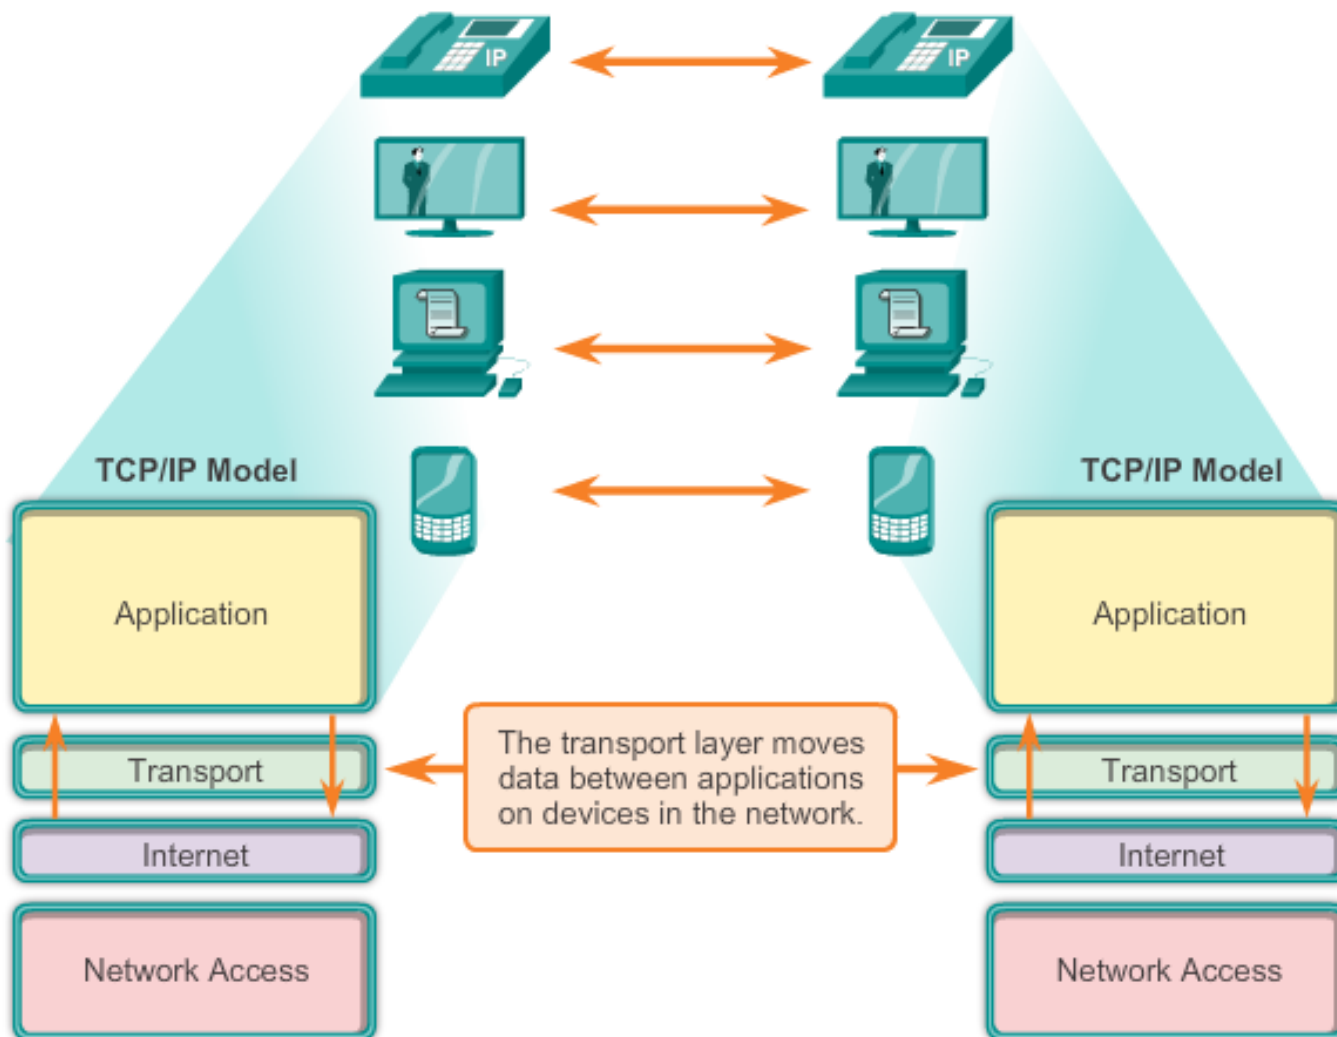 IP
IP
TCP/IP Model
TCP/IP Model
Application
Application
The transport layer moves
data between applications
on devices in the network.
Transport
Transport
Internet
Internet
Network Access
Network Access